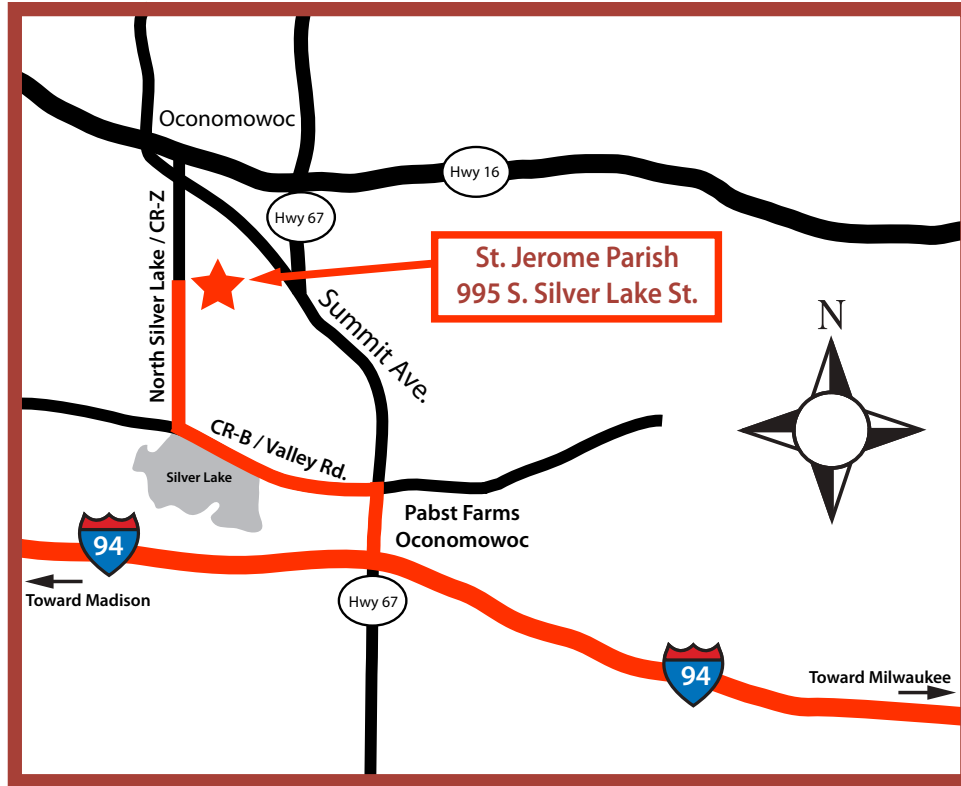 Oconomowoc
Hwy 16
Hwy 67
North Silver Lake / CR-Z
St. Jerome Parish
995 S. Silver Lake St.
Summit Ave.
N
CR-B / Valley Rd.
Silver Lake
Pabst Farms
Oconomowoc
94
Toward Madison
Hwy 67
94
Toward Milwaukee